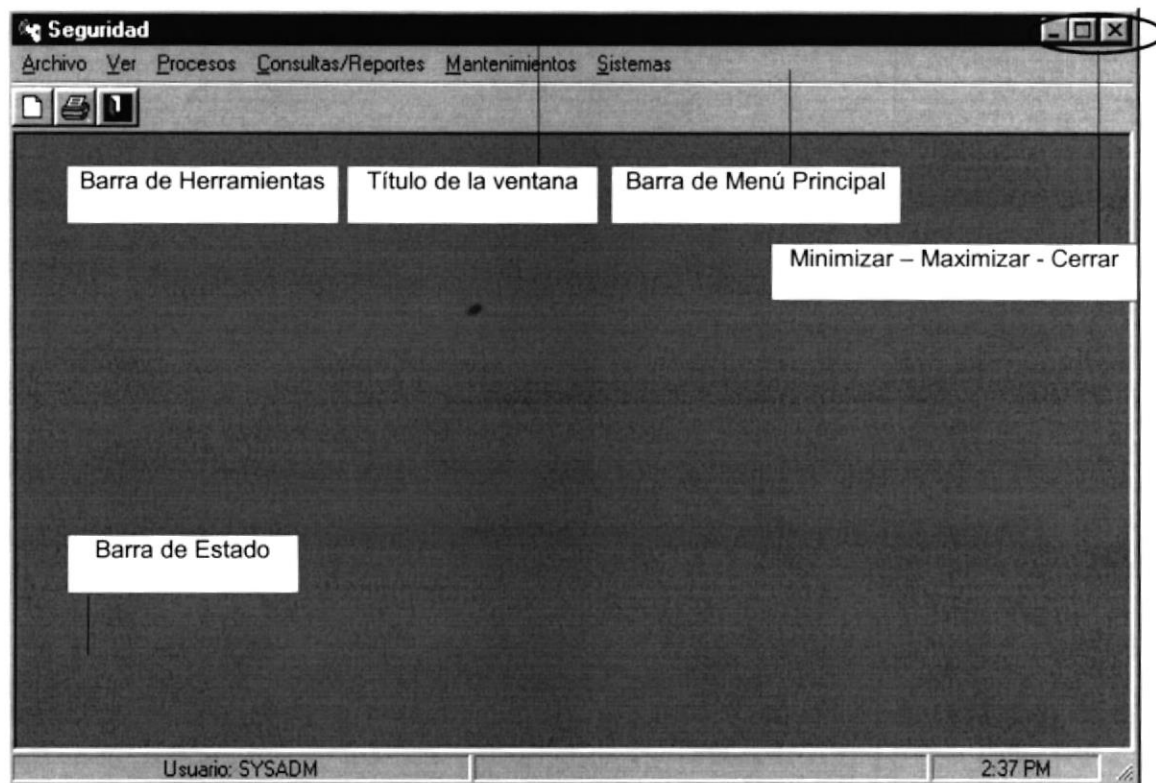 Seguridad
Archivo Ver Procesos Consultas/Reportes Mantenimientos Sistemas
Barra de Herramientas
Título de la ventana
Barra de Menú Principal
Minimizar – Maximizar - Cerrar
Barra de Estado
Usuario: SYSADM
2:37 PM